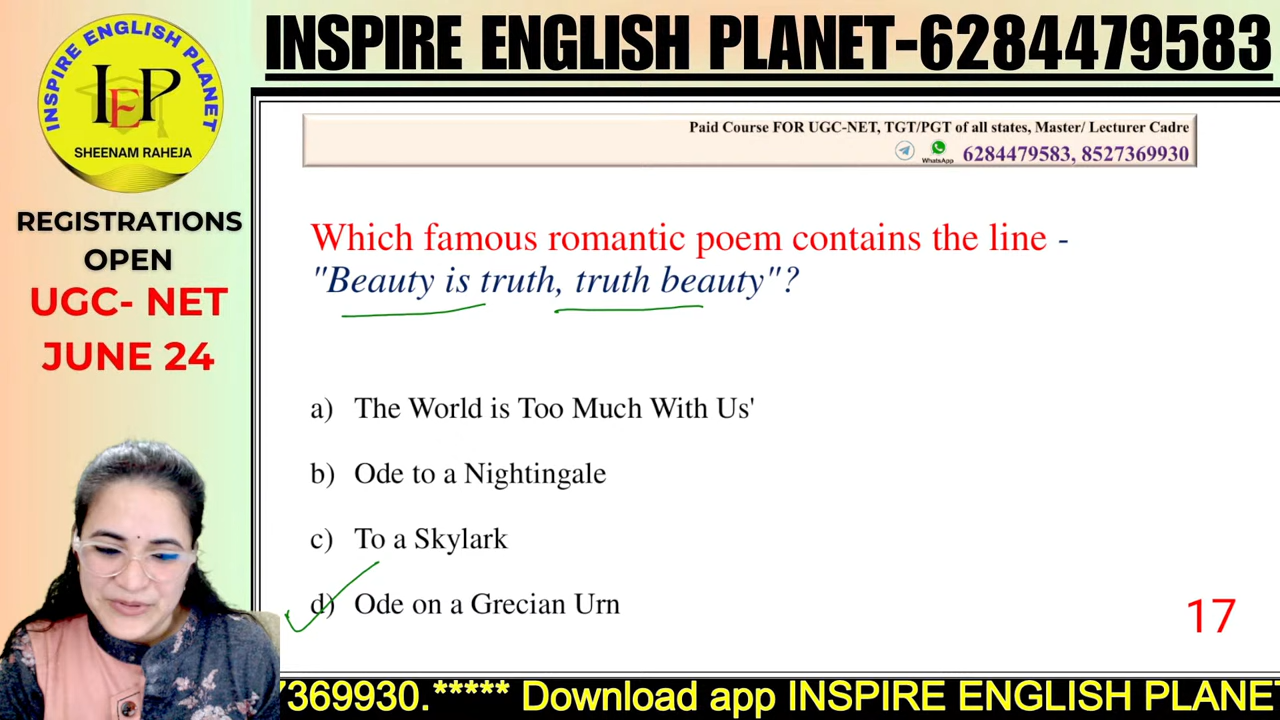 INSPIRE ENGLISH PLANET
IEP
SHEENAM RAHEJA
REGISTRATIONS
OPEN
UGC- NET
JUNE 24
INSPIRE ENGLISH PLANET-6284479583
Paid Course FOR UGC-NET, TGT/PGT of all states, Master/ Lecturer Cadre
WhatsApp 6284479583, 8527369930
Which famous romantic poem contains the line -
"Beauty is truth, truth beauty"?
a) The World is Too Much With Us'
b) Ode to a Nightingale
c) To a Skylark
d) Ode on a Grecian Urn
17
7369930.***** Download app INSPIRE ENGLISH PLANE